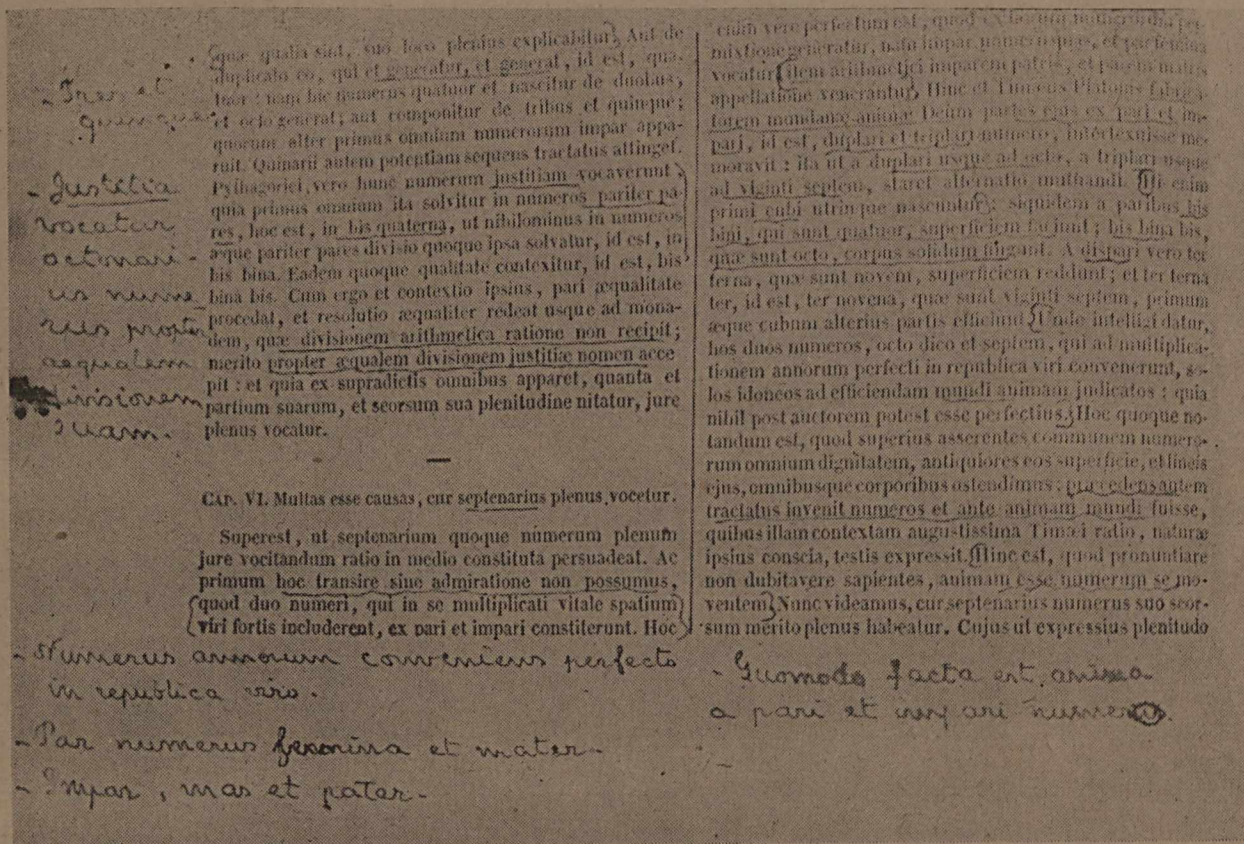 quæ qualia sint, suo loco plenius explicabitur. Aut de
duplicato eo, qui et generatur, et generat, id est, qua-
tuor : nam hic numerus quatuor et nascitur de duobus,
et octo generat; aut componitur de tribus et quinque;
quorum alter primus omnium numerorum impar appa-
ruit. Quinarii autem potentiam sequens tractatus attinget.
Pythagorici vero hunc numerum justitiam vocaverunt
quia primus omnium ita solvitur in numeros pariter pa-
res, hoc est, in bis quaterna, ut nihilominus in numeros
æque pariter pares divisio quoque ipsa solvatur, id est, in
bis bina. Eadem quoque qualitate contexitur, id est, bis
bina bis. Cum ergo et contextio ipsius, pari æqualitate
procedat, et resolutio æqualiter redeat usque ad mona-
dem, quæ divisionem arithmetica ratione non recipit;
merito propter æqualem divisionem justitiæ nomen acce
pit : et quia ex supradictis omnibus apparet, quanta et
partium suarum, et seorsum sua plenitudine nitatur, jure
plenus vocatur.
- Tres et
quinque
- Justitia
vocatur
octonari-
us nume
rus propter
aequalem
divisionem
suam.
CAP. VI. Multas esse causas, cur septenarius plenus vocetur.
Superest, ut septenarium quoque númerum plenum
jure vocitandum ratio in medio constituta persuadeat. Ac
primum hoc transire sine admiratione non possumus,
quod duo numeri, qui in se multiplicati vitale spatium
viri fortis includerent, ex pari et impari constiterunt. Hoc
enim vere perfectum est, quod ex horum numerorum per-
mixtione generatur, nam impar numerus mas, et par femina
vocatur, item arithmetici imparem patris, et parem matris
appellatione venerantur. Hinc et Timæus Platonis fabrica-
torem mundanæ animæ Deum partes ejus ex pari et im-
pari, id est, duplari et triplari numero, intertexuisse me-
moravit : ita ut a duplari usque ad octo, a triplari usque
ad viginti septem, staret alternatio mutuandi. Hi enim
primi cubi utrinque nascuntur : siquidem a paribus bis
bini, qui sunt quatuor, superficiem faciunt; bis bina bis,
quæ sunt octo, corpus solidum fingunt. A dispari vero ter
terna, quæ sunt novem, superficiem reddunt; et ter terna
ter, id est, ter novena, quæ sunt viginti septem, primum
æque cubum alterius partis efficiunt. Unde intelligi datur,
hos duos numeros, octo dico et septem, qui ad multiplica-
tionem annorum perfecti in republica viri convenerunt, so-
los idoneos ad efficiendam mundi animam judicatos : quia
nihil post auctorem potest esse perfectius. Hoc quoque no-
tandum est, quod superius asserentes communem numero-
rum omnium dignitatem, antiquiores eos superficie, et lineis
ejus, omnibusque corporibus ostendimus : præcedens autem
tractatus invenit numeros et ante animam mundi fuisse,
quibus illam contextam augustissima Timæi ratio, naturæ
ipsius conscia, testis expressit. Hinc est, quod pronuntiare
non dubitavere sapientes, animam esse numerum se mo-
ventem. Nunc videamus, cur septenarius numerus suo seor-
sum merito plenus habeatur. Cujus ut expressius plenitudo
- Numerus annorum conveniens perfecto
in republica viro.
- Par numerus femina et mater-
- Impar, mas et pater-
- Quomodo facta est anima
a pari et impari numero.